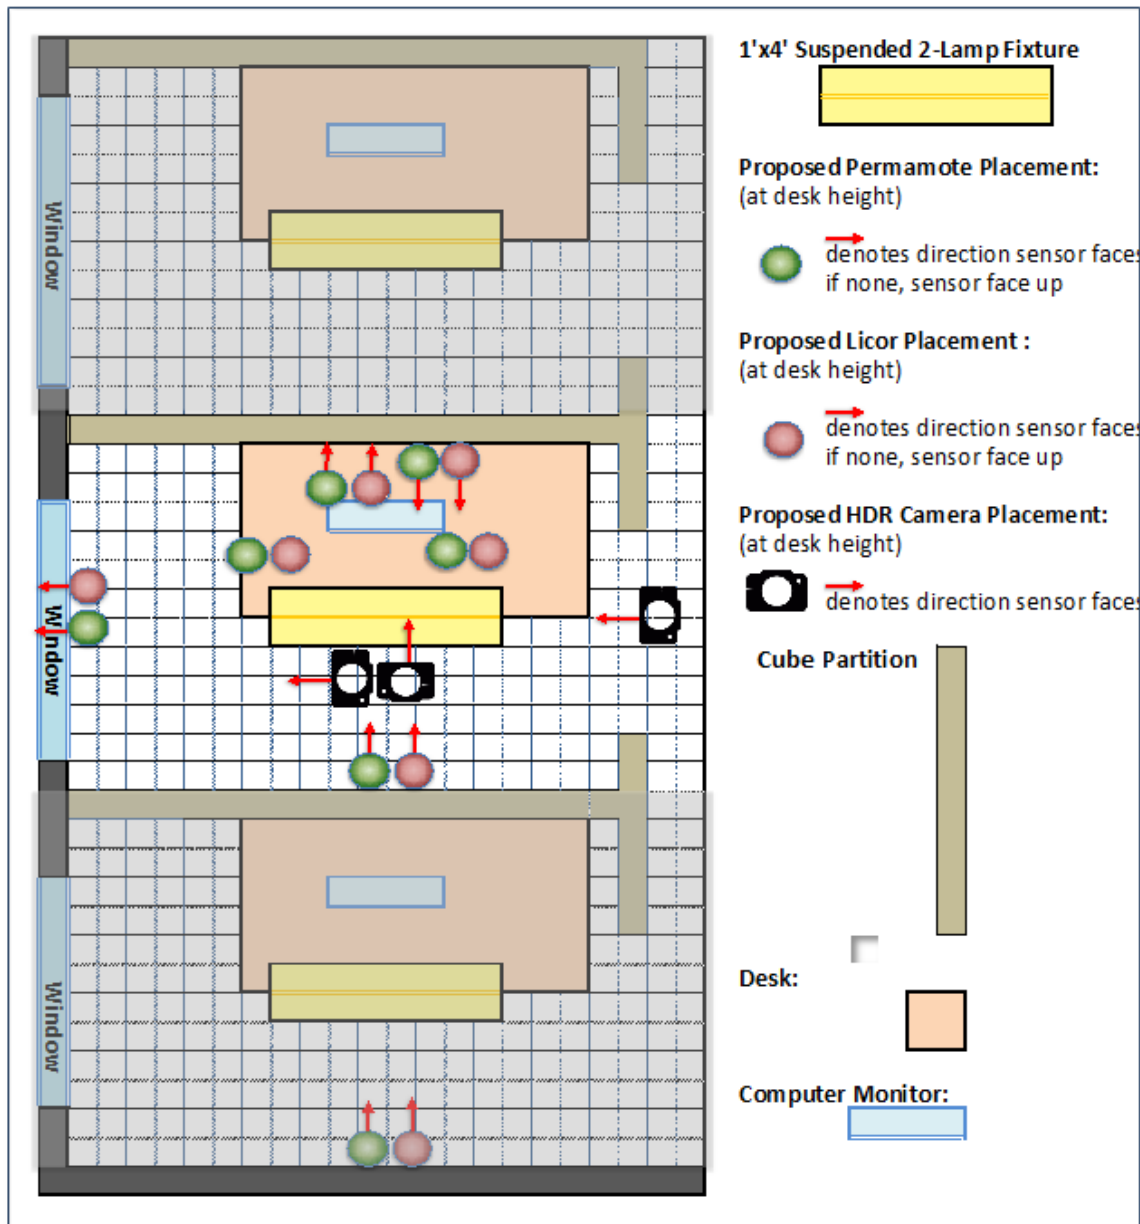 1'x4' Suspended 2-Lamp Fixture
Proposed Permamote Placement:
(at desk height)
denotes direction sensor faces
if none, sensor face up
Proposed Licor Placement :
(at desk height)
denotes direction sensor faces
if none, sensor face up
Proposed HDR Camera Placement:
(at desk height)
denotes direction sensor faces
Cube Partition
Desk:
Computer Monitor:
Window
Window
Window